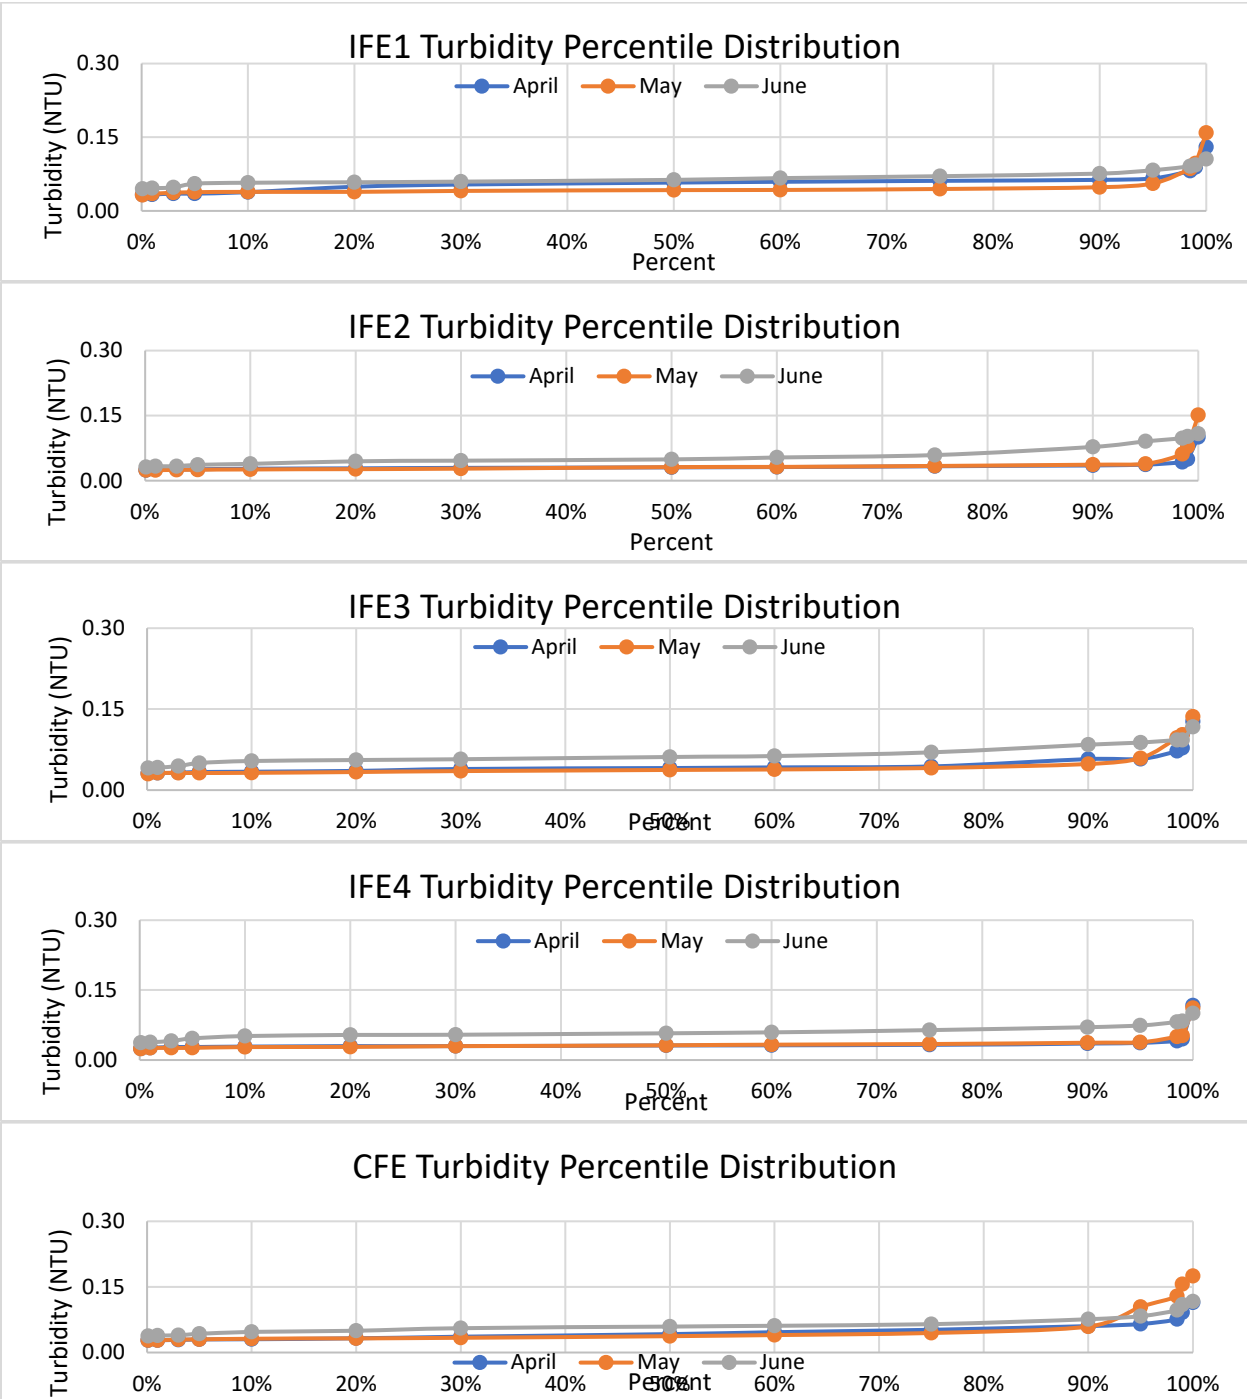 IFE1 Turbidity Percentile Distribution
Turbidity (NTU)
0.30
0.15
0.00
April May June
0% 10% 20% 30% 40% 50% 60% 70% 80% 90% 100%
Percent
IFE2 Turbidity Percentile Distribution
Turbidity (NTU)
0.30
0.15
0.00
April May June
0% 10% 20% 30% 40% 50% 60% 70% 80% 90% 100%
Percent
IFE3 Turbidity Percentile Distribution
Turbidity (NTU)
0.30
0.15
0.00
April May June
0% 10% 20% 30% 40% 50% 60% 70% 80% 90% 100%
Percent
IFE4 Turbidity Percentile Distribution
Turbidity (NTU)
0.30
0.15
0.00
April May June
0% 10% 20% 30% 40% 50% 60% 70% 80% 90% 100%
Percent
CFE Turbidity Percentile Distribution
Turbidity (NTU)
0.30
0.15
0.00
April May June
0% 10% 20% 30% 40% 50% 60% 70% 80% 90% 100%
Percent